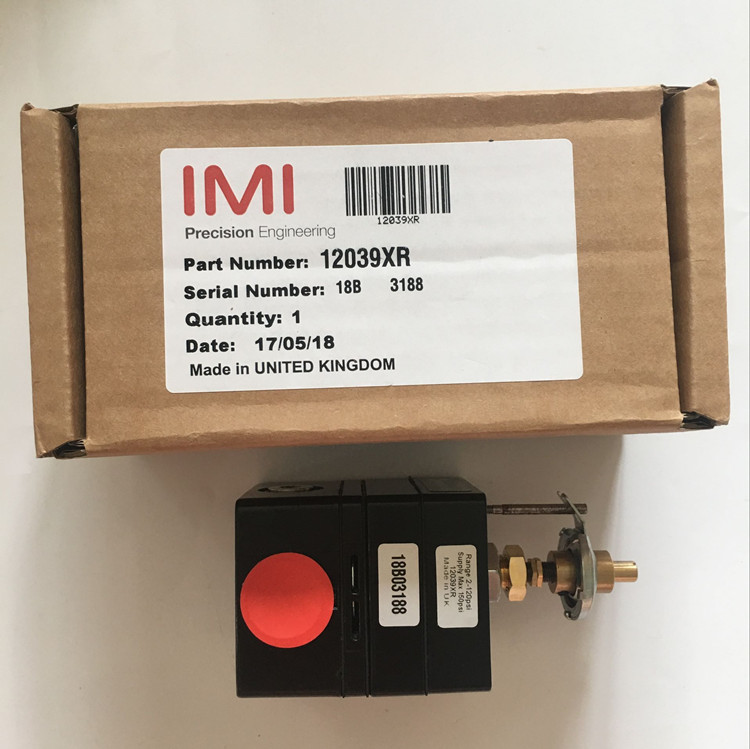 IMI
Precision Engineering
12039XR
Part Number: 12039XR
Serial Number: 18B 3188
Quantity: 1
Date: 17/05/18
Made in UNITED KINGDOM
18B03188
Range 2-120psi
Supply Max 150psi
12039XR
Made in U.K